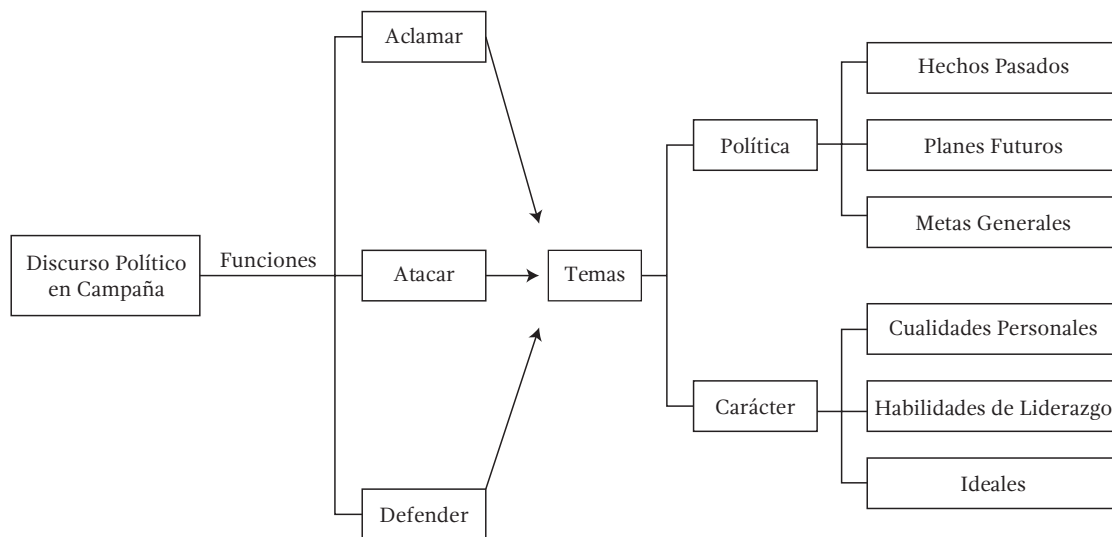 Discurso Político
en Campaña
Funciones
Aclamar
Atacar
Defender
Temas
Política
Carácter
Hechos Pasados
Planes Futuros
Metas Generales
Cualidades Personales
Habilidades de Liderazgo
Ideales